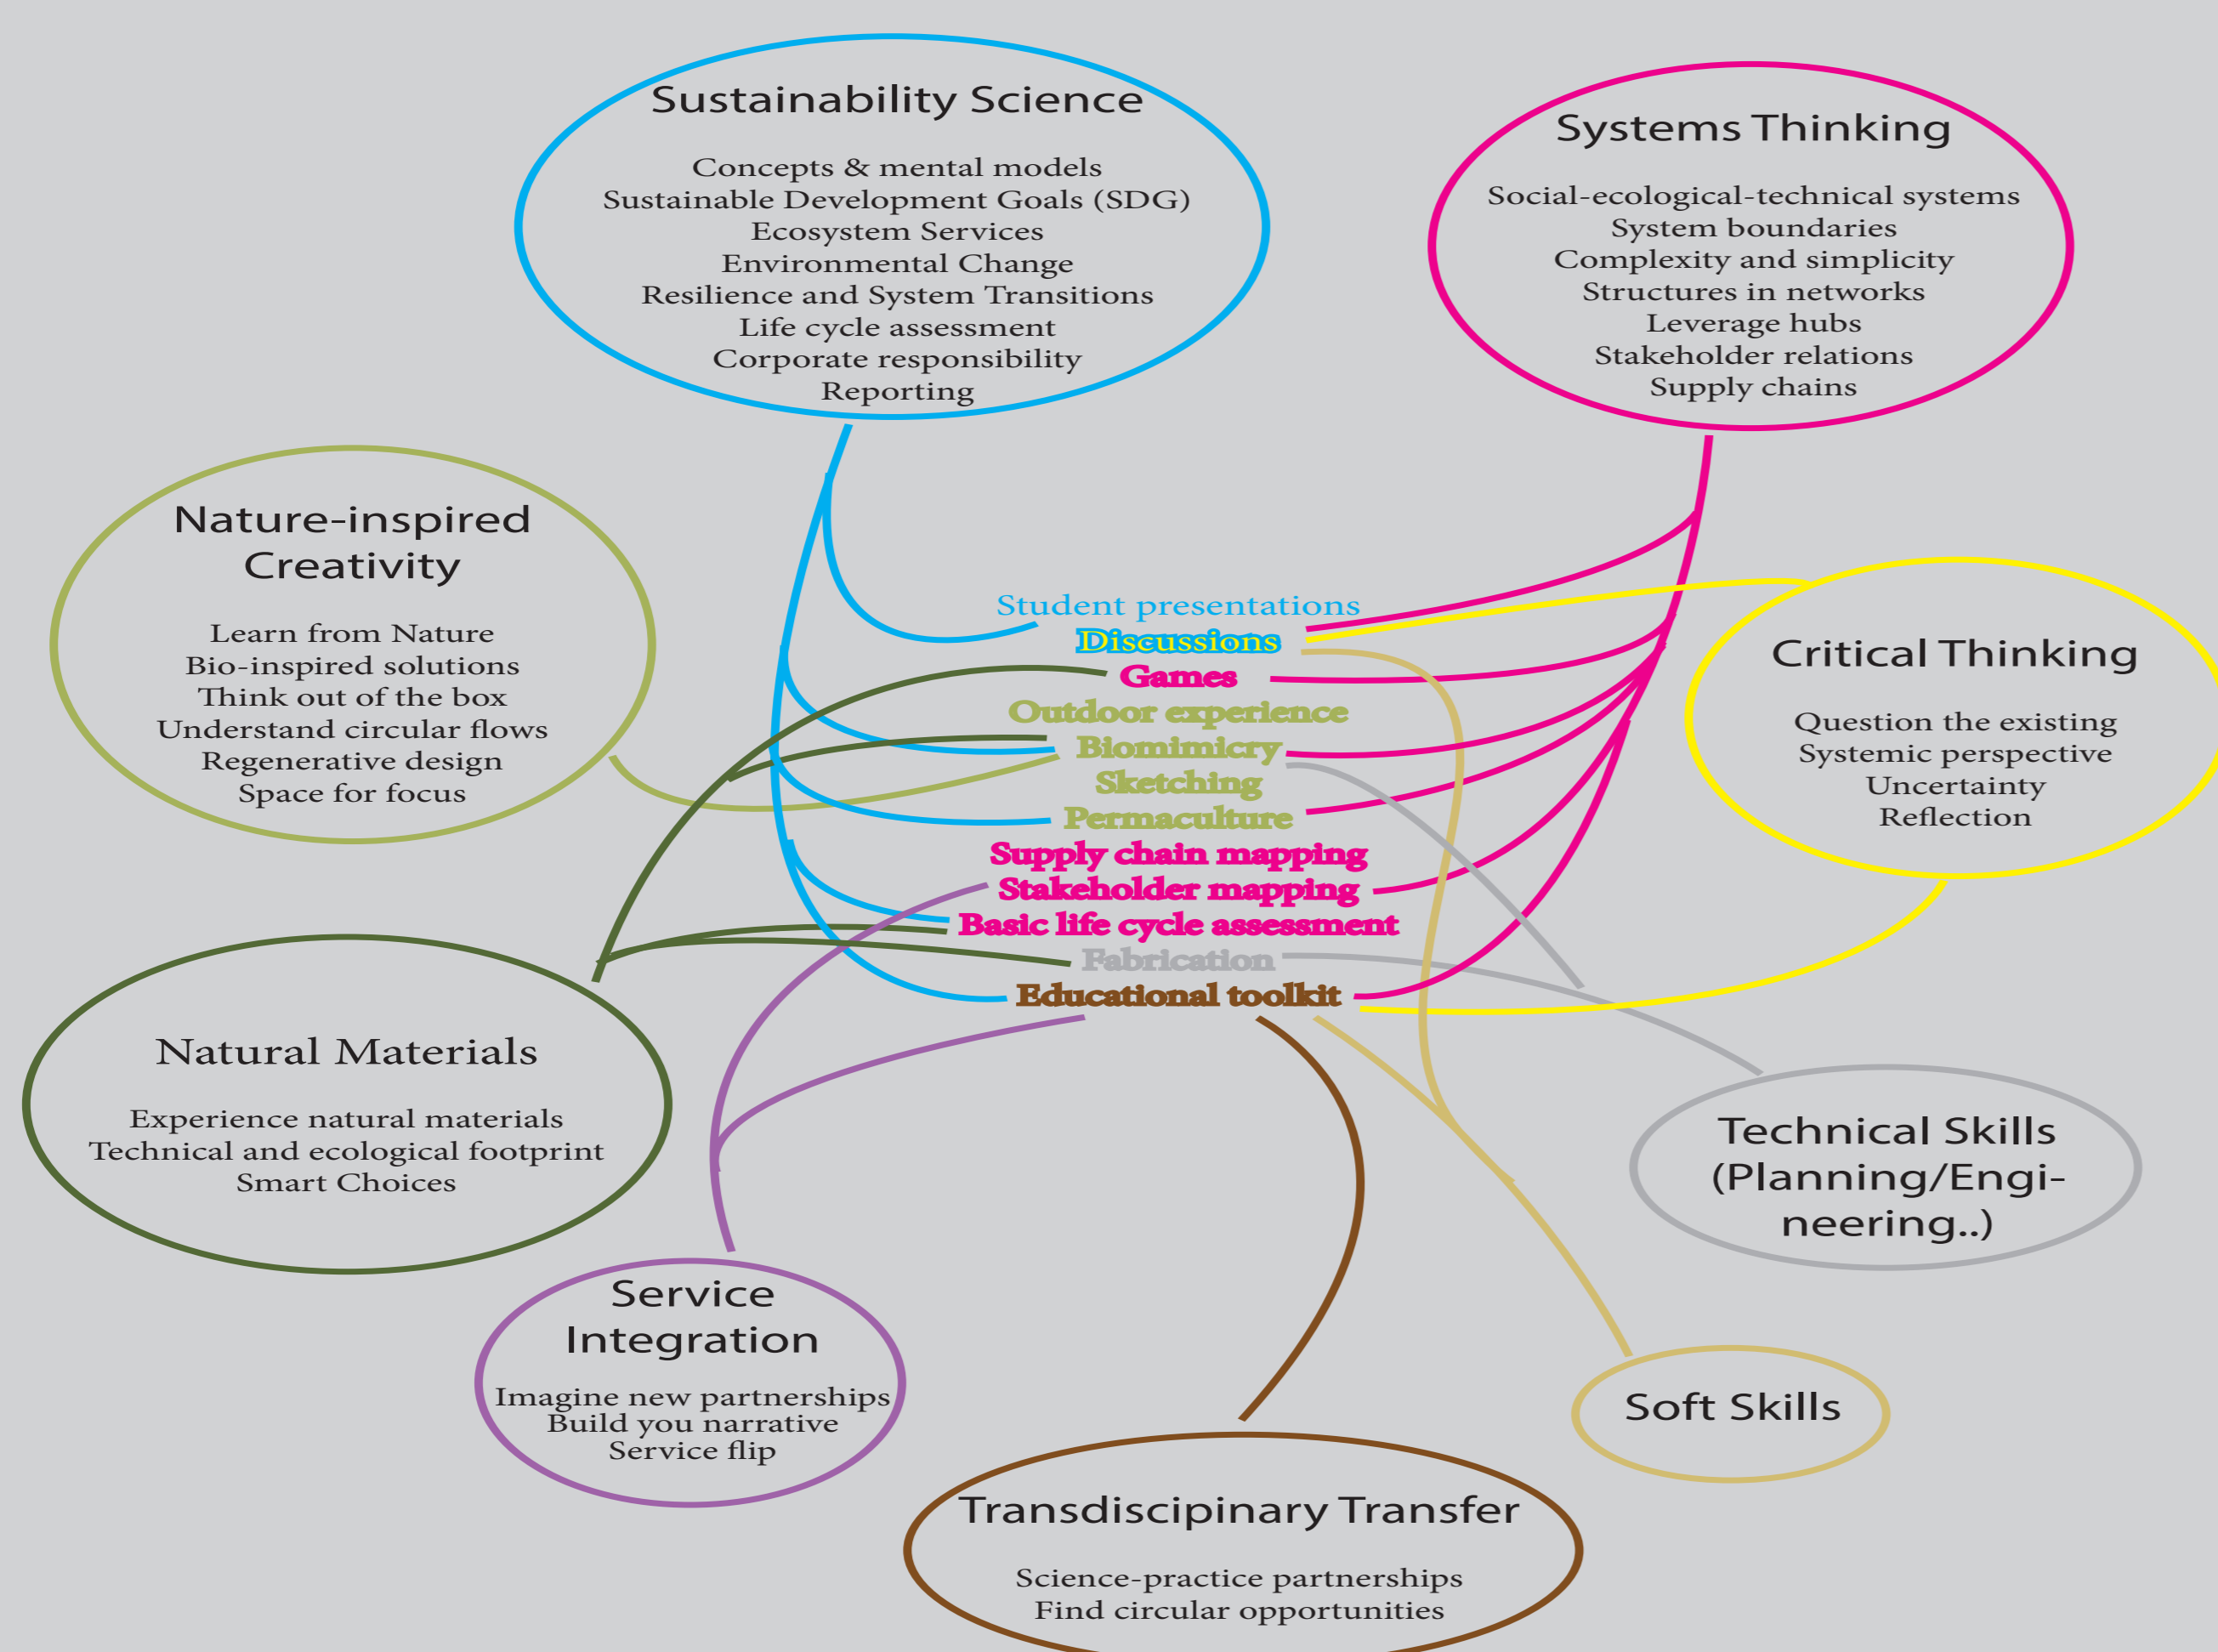 Sustainability Science
Concepts & mental models
Sustainable Development Goals (SDG)
Ecosystem Services
Environmental Change
Resilience and System Transitions
Life cycle assessment
Corporate responsibility
Reporting
Systems Thinking
Social-ecological-technical systems
System boundaries
Complexity and simplicity
Structures in networks
Leverage hubs
Stakeholder relations
Supply chains
Nature-inspired
Creativity
Learn from Nature
Bio-inspired solutions
Think out of the box
Understand circular flows
Regenerative design
Space for focus
Student presentations
Discussions
Games
Outdoor experience
Biomimicry
Sketching
Permaculture
Supply chain mapping
Stakeholder mapping
Basic life cycle assessment
Fabrication
Educational toolkit
Critical Thinking
Question the existing
Systemic perspective
Uncertainty
Reflection
Natural Materials
Experience natural materials
Technical and ecological footprint
Smart Choices
Technical Skills
(Planning/Engi-
neering..)
Service
Integration
Imagine new partnerships
Build you narrative
Service flip
Soft Skills
Transdiscipinary Transfer
Science-practice partnerships
Find circular opportunities